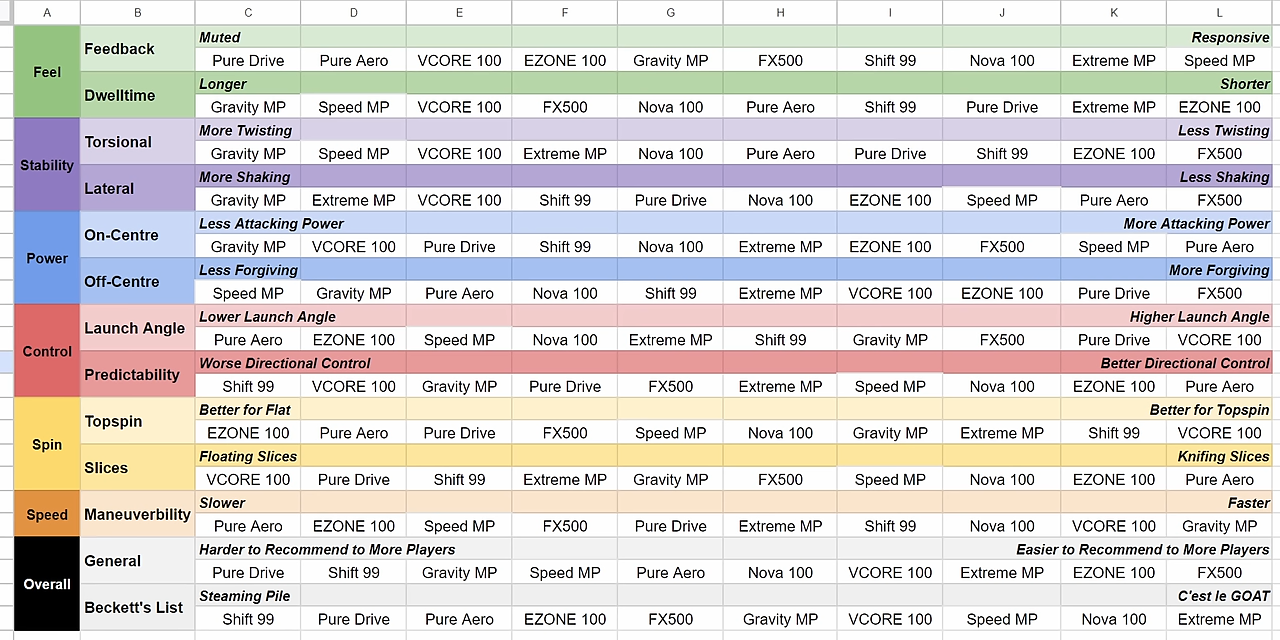 A B C D E F G H I J K L
Feel Feedback Muted Responsive
Pure Drive Pure Aero VCORE 100 EZONE 100 Gravity MP FX500 Shift 99 Nova 100 Extreme MP Speed MP
Dwelltime Longer Shorter
Gravity MP Speed MP VCORE 100 FX500 Nova 100 Pure Aero Shift 99 Pure Drive Extreme MP EZONE 100
Stability Torsional More Twisting Less Twisting
Gravity MP Speed MP VCORE 100 Extreme MP Nova 100 Pure Aero Pure Drive Shift 99 EZONE 100 FX500
Lateral More Shaking Less Shaking
Gravity MP Extreme MP VCORE 100 Shift 99 Pure Drive Nova 100 EZONE 100 Speed MP Pure Aero FX500
Power On-Centre Less Attacking Power More Attacking Power
Gravity MP VCORE 100 Pure Drive Shift 99 Nova 100 Extreme MP EZONE 100 FX500 Speed MP Pure Aero
Off-Centre Less Forgiving More Forgiving
Speed MP Gravity MP Pure Aero Nova 100 Shift 99 Extreme MP VCORE 100 EZONE 100 Pure Drive FX500
Control Launch Angle Lower Launch Angle Higher Launch Angle
Pure Aero EZONE 100 Speed MP Nova 100 Extreme MP Shift 99 Gravity MP FX500 Pure Drive VCORE 100
Predictability Worse Directional Control Better Directional Control
Shift 99 VCORE 100 Gravity MP Pure Drive FX500 Extreme MP Speed MP Nova 100 EZONE 100 Pure Aero
Spin Topspin Better for Flat Better for Topspin
EZONE 100 Pure Aero Pure Drive FX500 Speed MP Nova 100 Gravity MP Extreme MP Shift 99 VCORE 100
Slices Floating Slices Knifing Slices
VCORE 100 Pure Drive Shift 99 Extreme MP Gravity MP FX500 Speed MP Nova 100 EZONE 100 Pure Aero
Speed Maneuverbility Slower Faster
Pure Aero EZONE 100 Speed MP FX500 Pure Drive Extreme MP Shift 99 Nova 100 VCORE 100 Gravity MP
Overall General Harder to Recommend to More Players Easier to Recommend to More Players
Pure Drive Shift 99 Gravity MP Speed MP Pure Aero Nova 100 VCORE 100 Extreme MP EZONE 100 FX500
Beckett's List Steaming Pile C'est le GOAT
Shift 99 Pure Drive Pure Aero EZONE 100 FX500 Gravity MP VCORE 100 Speed MP Nova 100 Extreme MP